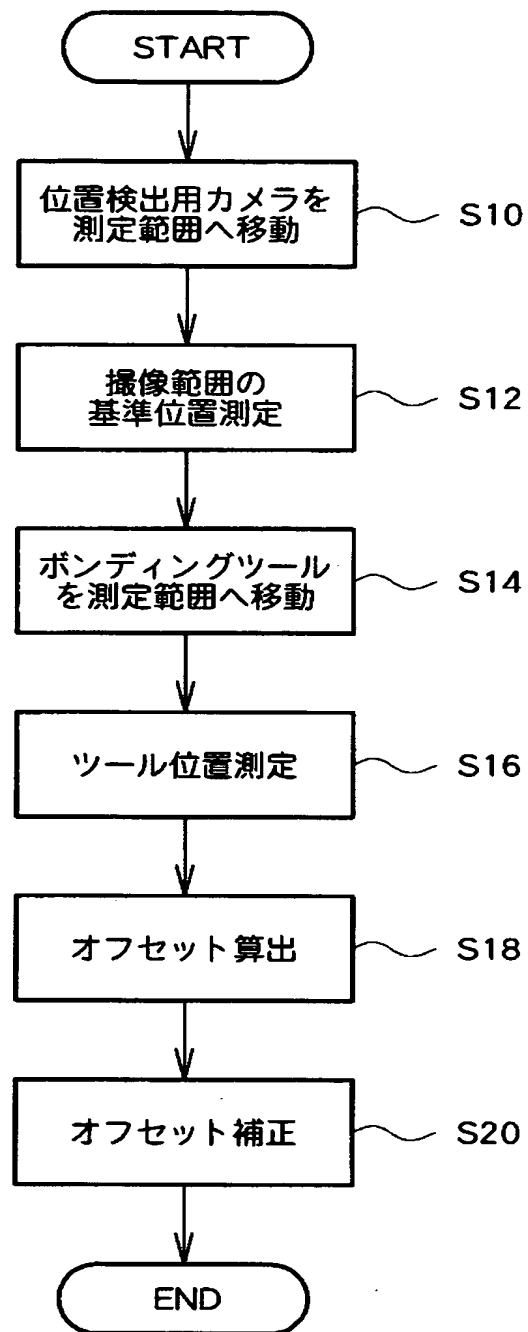 START
位置検出用カメラを
測定範囲へ移動
S10
撮像範囲の
基準位置測定
S12
ボンディングツール
を測定範囲へ移動
S14
ツール位置測定
S16
オフセット算出
S18
オフセット補正
S20
END